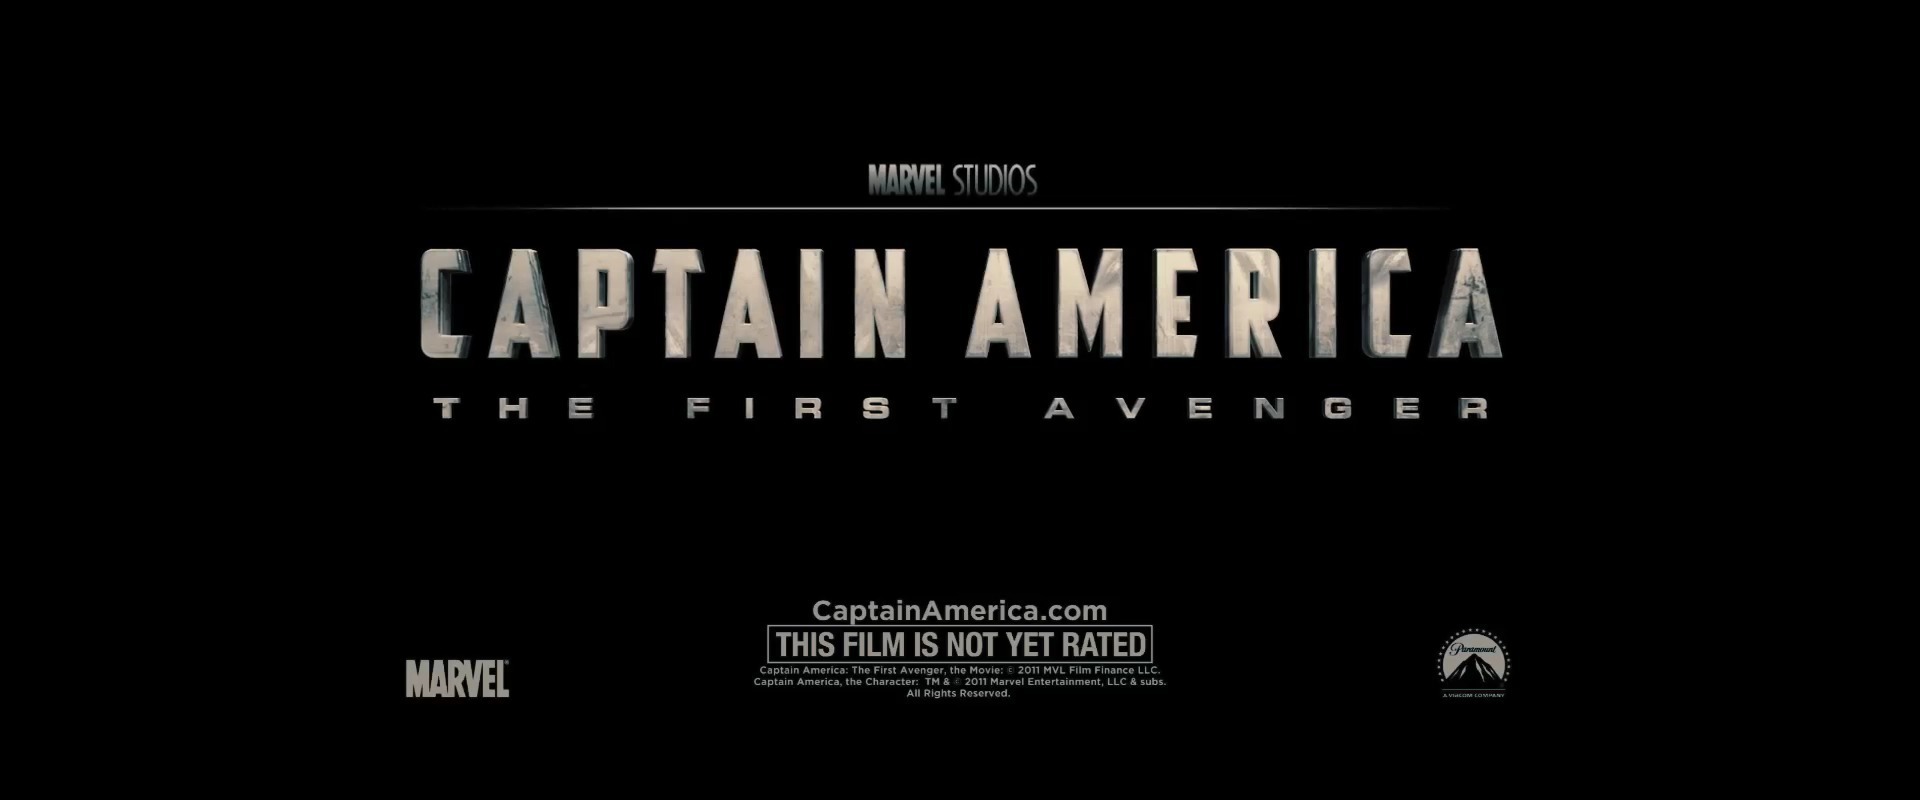 MARVEL STUDIOS
CAPTAIN AMERICA
THE FIRST AVENGER
CaptainAmerica.com
THIS FILM IS NOT YET RATED
Captain America: The First Avenger, the Movie: © 2011 MVL Film Finance LLC.
Captain America, the Character: TM & © 2011 Marvel Entertainment, LLC & subs.
All Rights Reserved.
MARVEL
Paramount
A VIACOM COMPANY